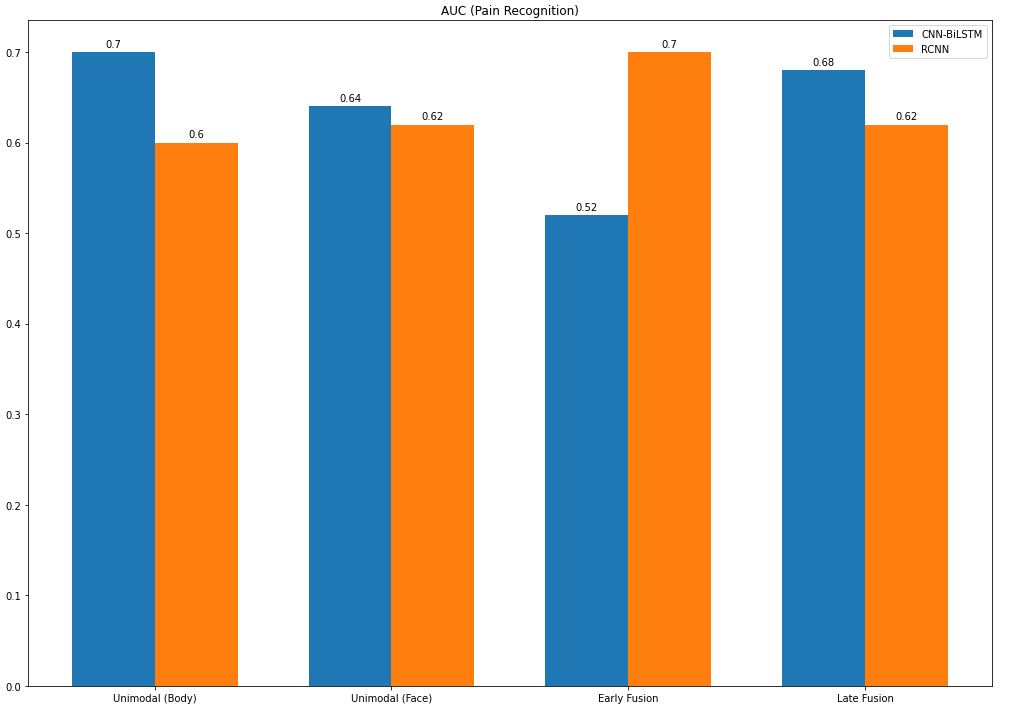 AUC (Pain Recognition)
CNN-BiLSTM
RCNN
0.7
0.6
0.5
0.4
0.3
0.2
0.1
0.0
0.7
0.6
0.64
0.62
0.52
0.7
0.68
0.62
Unimodal (Body)
Unimodal (Face)
Early Fusion
Late Fusion